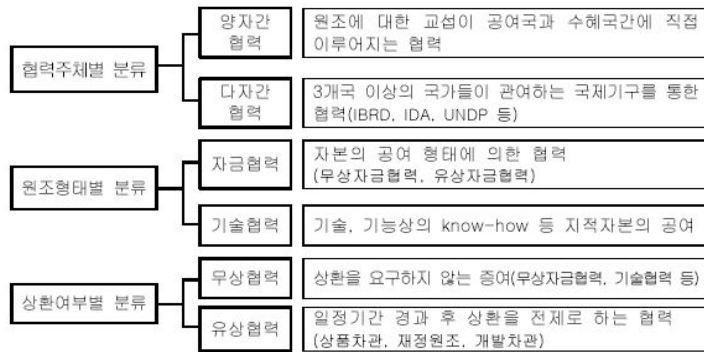 협력주체별 분류
양자간
협력
원조에 대한 교섭이 공여국과 수혜국간에 직접
이루어지는 협력
다자간
협력
3개국 이상의 국가들이 관여하는 국제기구를 통한
협력(IBRD, IDA, UNDP 등)
원조형태별 분류
자금협력
자본의 공여 형태에 의한 협력
(무상자금협력, 유상자금협력)
기술협력
기술, 기능상의 know-how 등 지적자본의 공여
상환여부별 분류
무상협력
상환을 요구하지 않는 증여(무상자금협력, 기술협력 등)
유상협력
일정기간 경과 후 상환을 전제로 하는 협력
(상품차관, 재정원조, 개발차관)